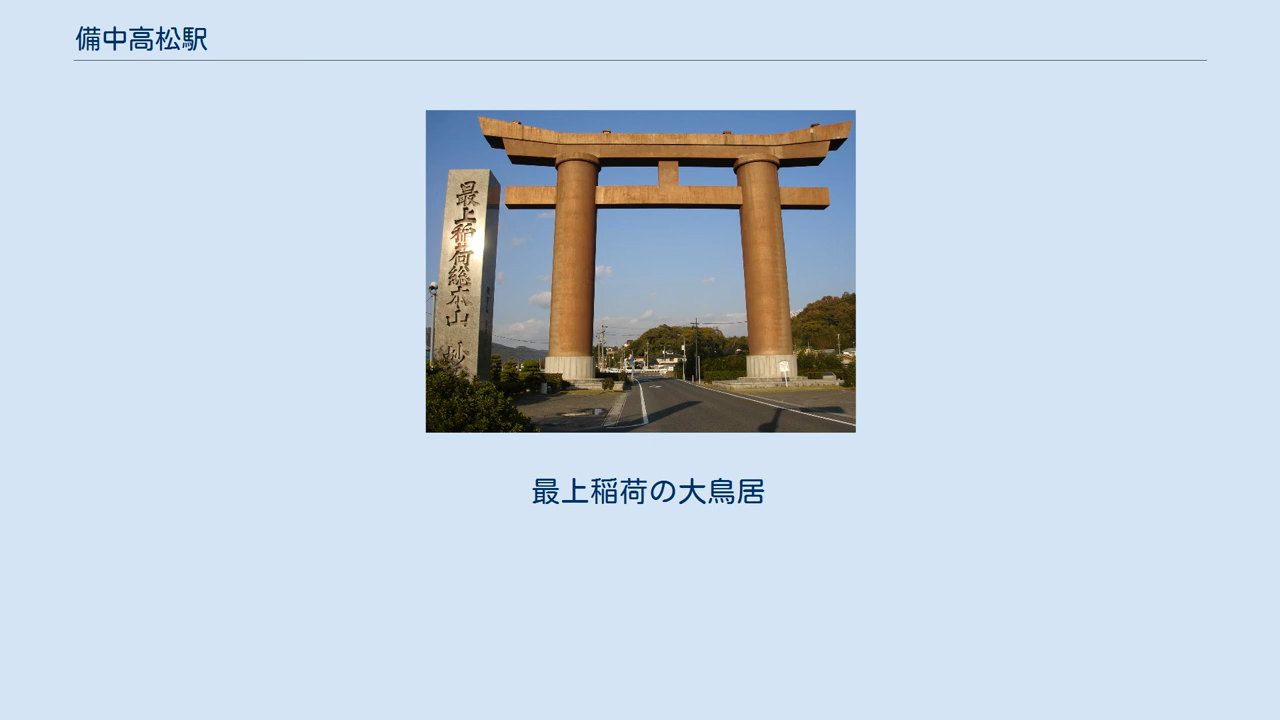 備中高松駅
最上稲荷総本山 妙
最上稲荷の大鳥居